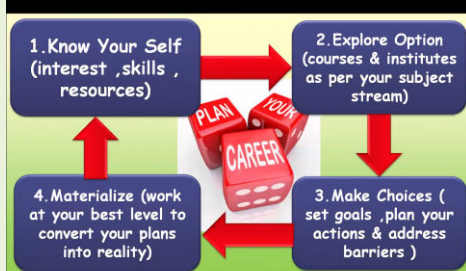 1.Know Your Self
(interest ,skills ,
resources)
2.Explore Option
(courses & institutes
as per your subject
stream)
PLAN
YOUR
CAREER
4.Materialize (work
at your best level to
convert your plans
into reality)
3.Make Choices (
set goals ,plan your
actions & address
barriers )